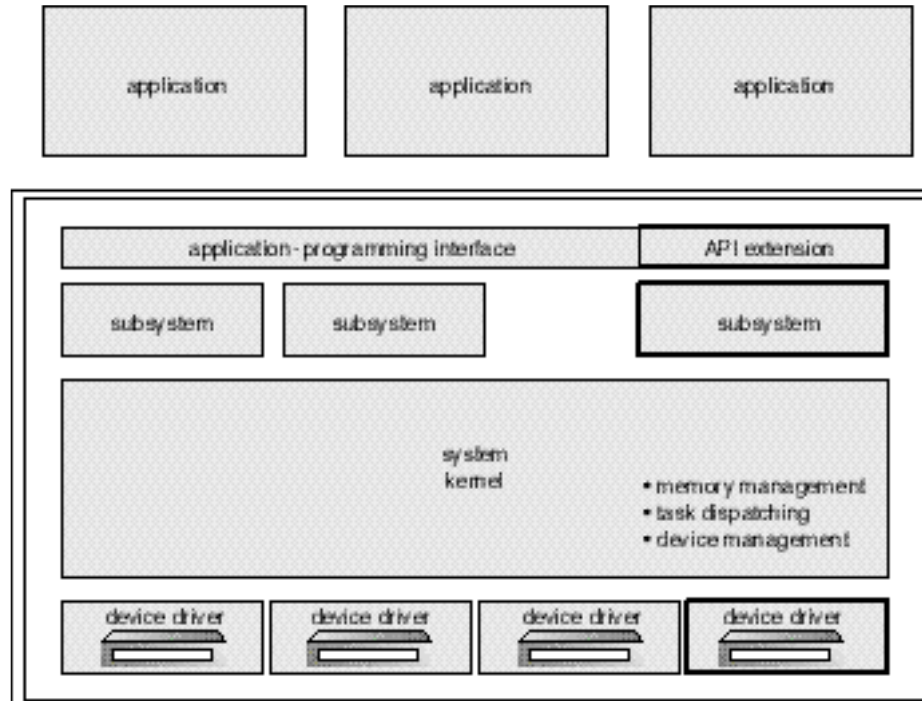 application
application
application
application-programming interface
API extension
subsystem
subsystem
subsystem
system
kernel
• memory management
• task dispatching
• device management
device driver
device driver
device driver
device driver